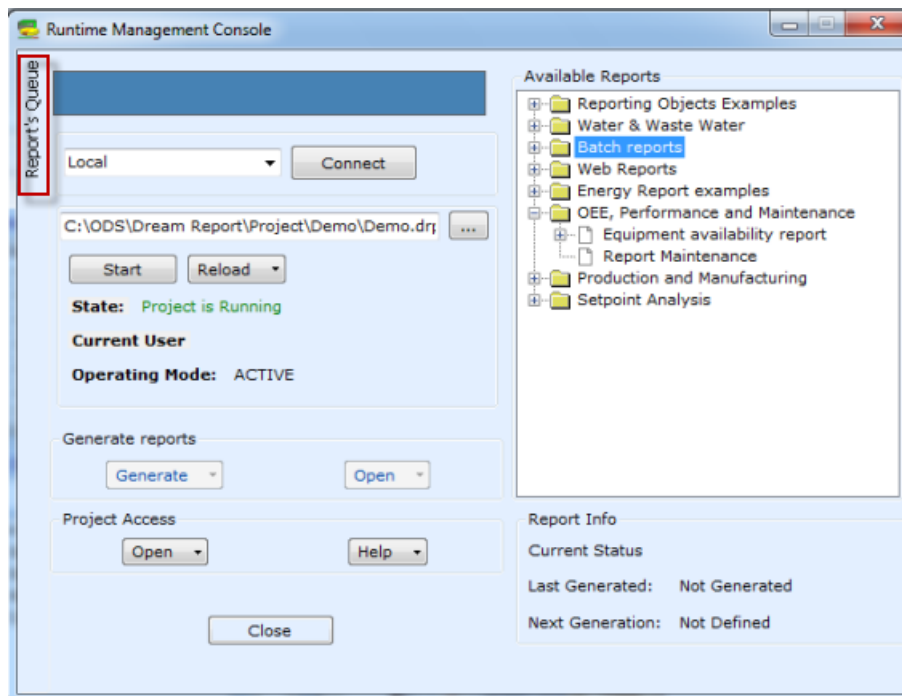 Runtime Management Console
Report's Queue
Local
Connect
C:\ODS\Dream Report\Project\Demo\Demo.drp
...
Start
Reload
State: Project is Running
Current User
Operating Mode: ACTIVE
Generate reports
Generate
Open
Project Access
Open
Help
Close
Available Reports
Reporting Objects Examples
Water & Waste Water
Batch reports
Web Reports
Energy Report examples
OEE, Performance and Maintenance
Equipment availability report
Report Maintenance
Production and Manufacturing
Setpoint Analysis
Report Info
Current Status
Last Generated: Not Generated
Next Generation: Not Defined